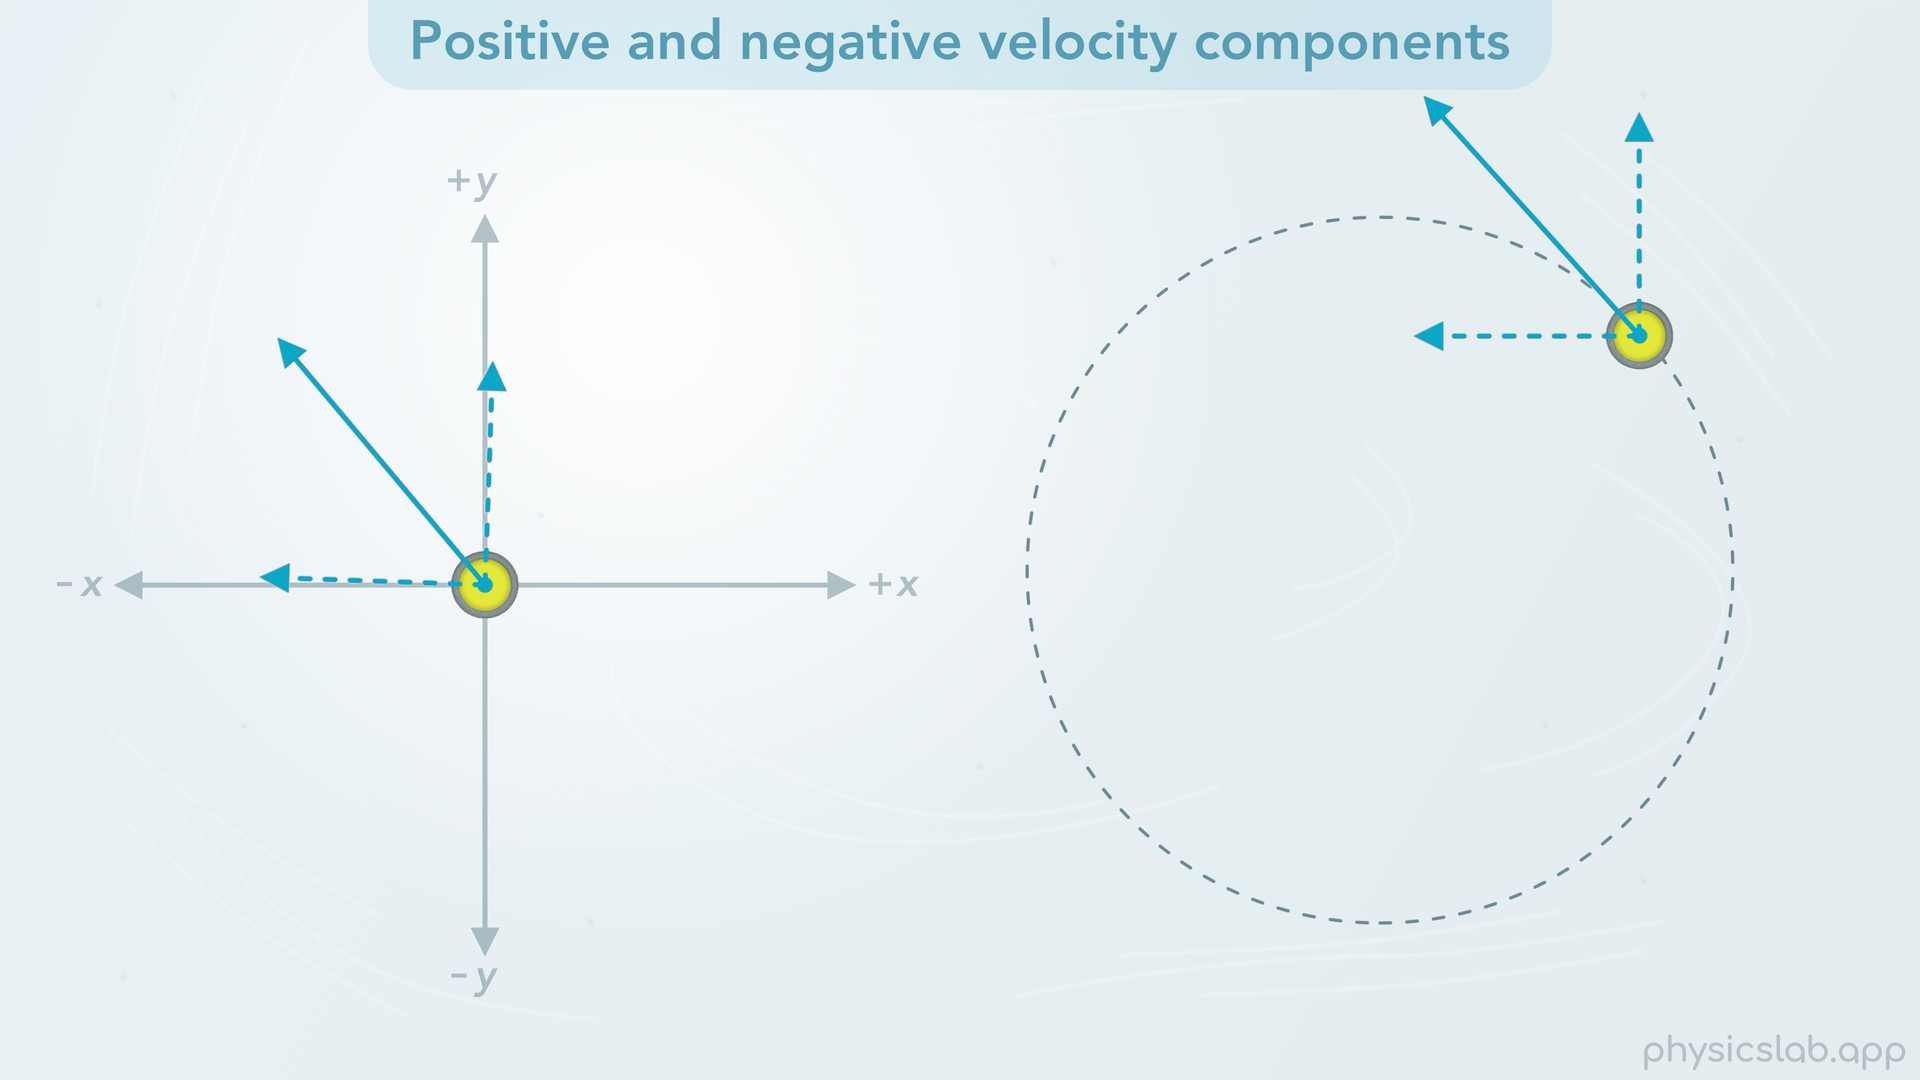 Positive and negative velocity components
+y
-x
+x
-y
physicslab.app